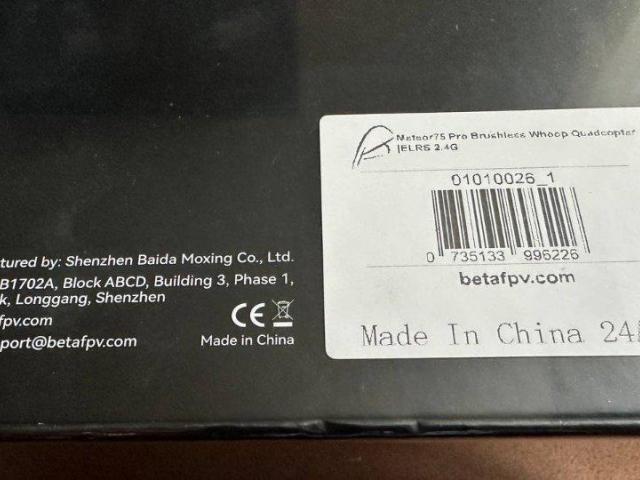 Meteor75 Pro Brushless Whoop Quadcopter
|ELRS 2.4G
01010026_1
0 735133 996226
betafpv.com
Made In China 24
tured by: Shenzhen Baida Moxing Co., Ltd.
B1702A, Block ABCD, Building 3, Phase 1,
k, Longgang, Shenzhen
fpv.com
port@betafpv.com
CE
Made in China